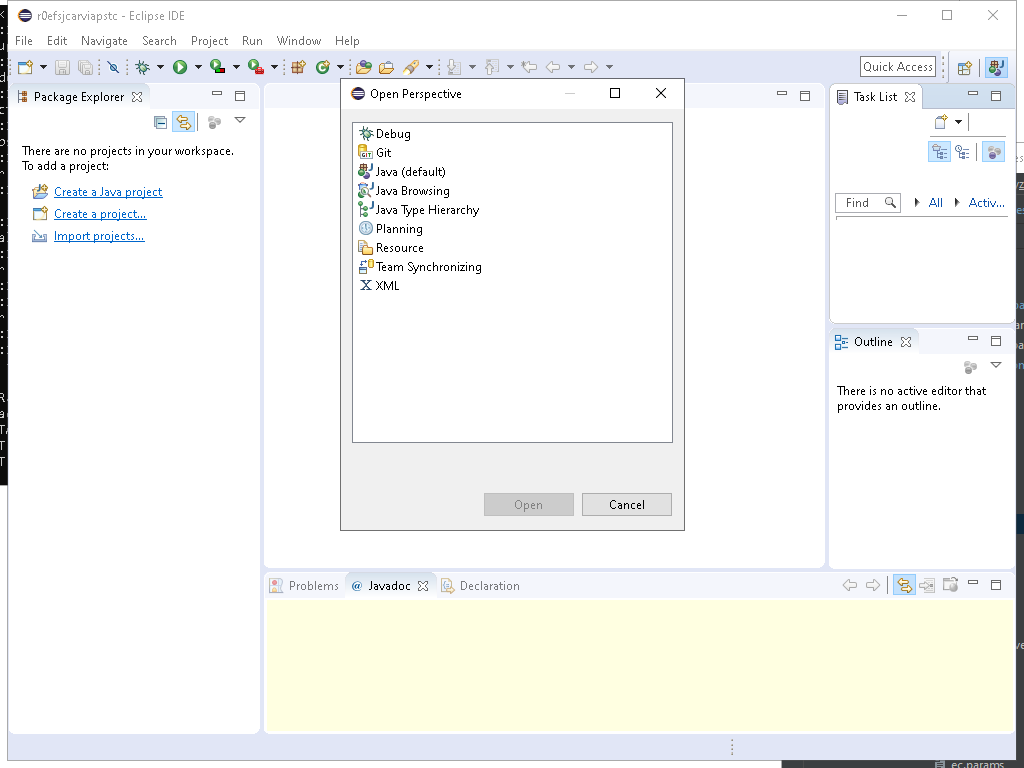 r0efsjcarviapstc - Eclipse IDE
File Edit Navigate Search Project Run Window Help
Quick Access
Package Explorer
There are no projects in your workspace.
To add a project:
Create a Java project
Create a project...
Import projects...
Open Perspective
Debug
GIT
Git
Java (default)
Java Browsing
Java Type Hierarchy
Planning
Resource
Team Synchronizing
XML
Open Cancel
Task List
Find All Activ...
Outline
There is no active editor that
provides an outline.
Problems @ Javadoc Declaration
ec.params